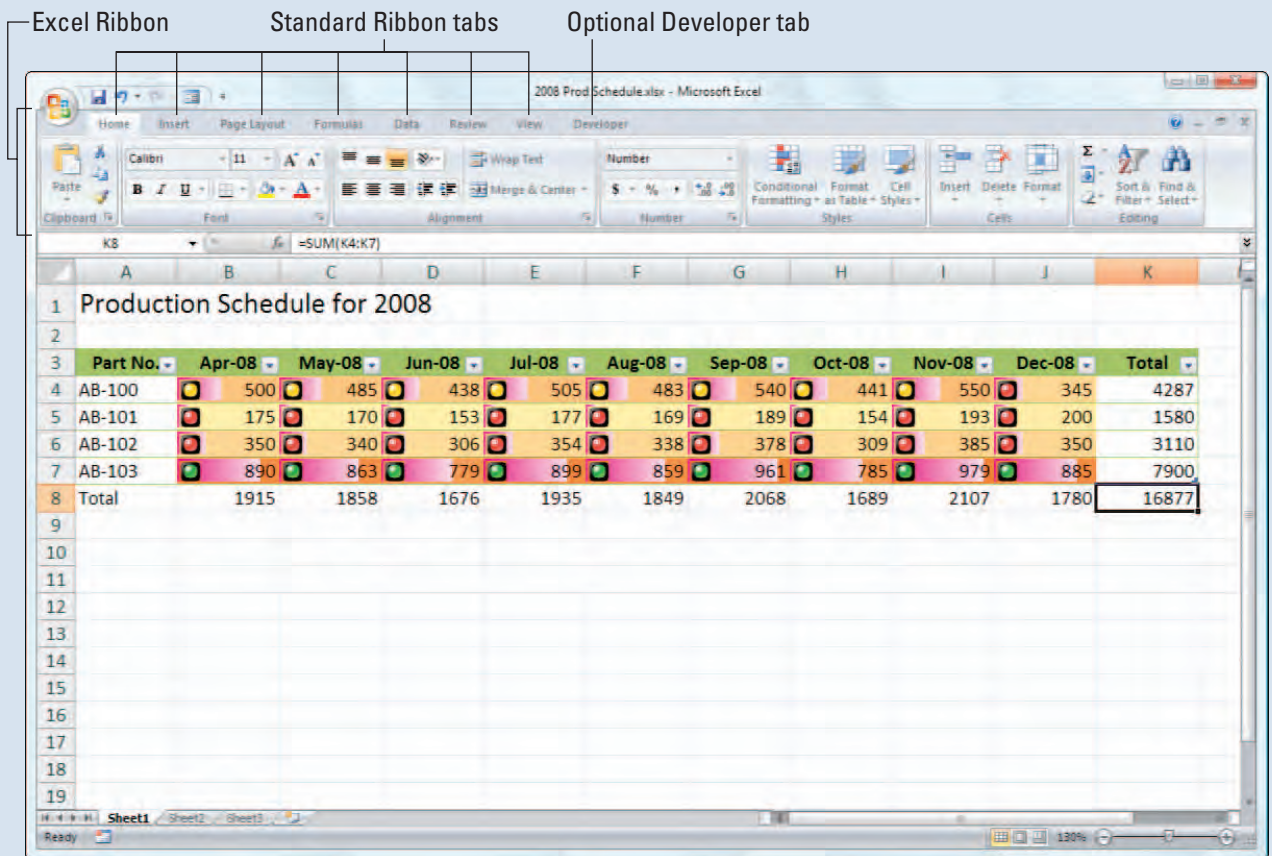 Excel Ribbon Standard Ribbon tabs Optional Developer tab
2008 Prod Schedule.xlsx - Microsoft Excel
Home Insert Page Layout Formulas Data Review View Developer
Calibri 11 A A Wrap Text Number Σ
Paste B I U A Merge & Center $ % , Conditional Formatting Format as Table Cell Styles Insert Delete Format Sort & Filter Find & Select
Clipboard Font Alignment Number Styles Cells Editing
K8 fx =SUM(K4:K7)
A B C D E F G H I J K
1 Production Schedule for 2008
2
3 Part No. Apr-08 May-08 Jun-08 Jul-08 Aug-08 Sep-08 Oct-08 Nov-08 Dec-08 Total
4 AB-100 500 485 438 505 483 540 441 550 345 4287
5 AB-101 175 170 153 177 169 189 154 193 200 1580
6 AB-102 350 340 306 354 338 378 309 385 350 3110
7 AB-103 890 863 779 899 859 961 785 979 885 7900
8 Total 1915 1858 1676 1935 1849 2068 1689 2107 1780 16877
9
10
11
12
13
14
15
16
17
18
19
Sheet1 Sheet2 Sheet3
Ready 130%